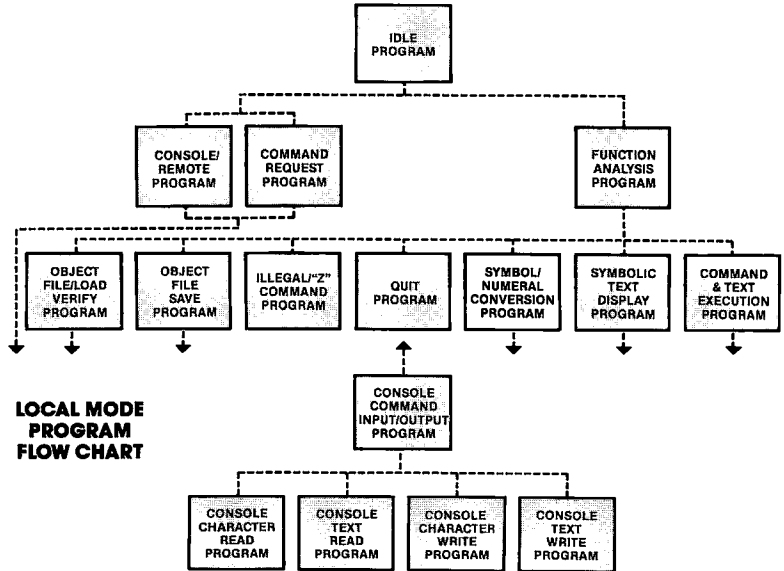 IDLE
PROGRAM
CONSOLE/
REMOTE
PROGRAM
COMMAND
REQUEST
PROGRAM
FUNCTION
ANALYSIS
PROGRAM
OBJECT
FILE/LOAD
VERIFY
PROGRAM
OBJECT
FILE
SAVE
PROGRAM
ILLEGAL/"Z"
COMMAND
PROGRAM
QUIT
PROGRAM
SYMBOL/
NUMERAL
CONVERSION
PROGRAM
SYMBOLIC
TEXT
DISPLAY
PROGRAM
COMMAND
& TEXT
EXECUTION
PROGRAM
LOCAL MODE
PROGRAM
FLOW CHART
CONSOLE
COMMAND
INPUT/OUTPUT
PROGRAM
CONSOLE
CHARACTER
READ
PROGRAM
CONSOLE
TEXT
READ
PROGRAM
CONSOLE
CHARACTER
WRITE
PROGRAM
CONSOLE
TEXT
WRITE
PROGRAM